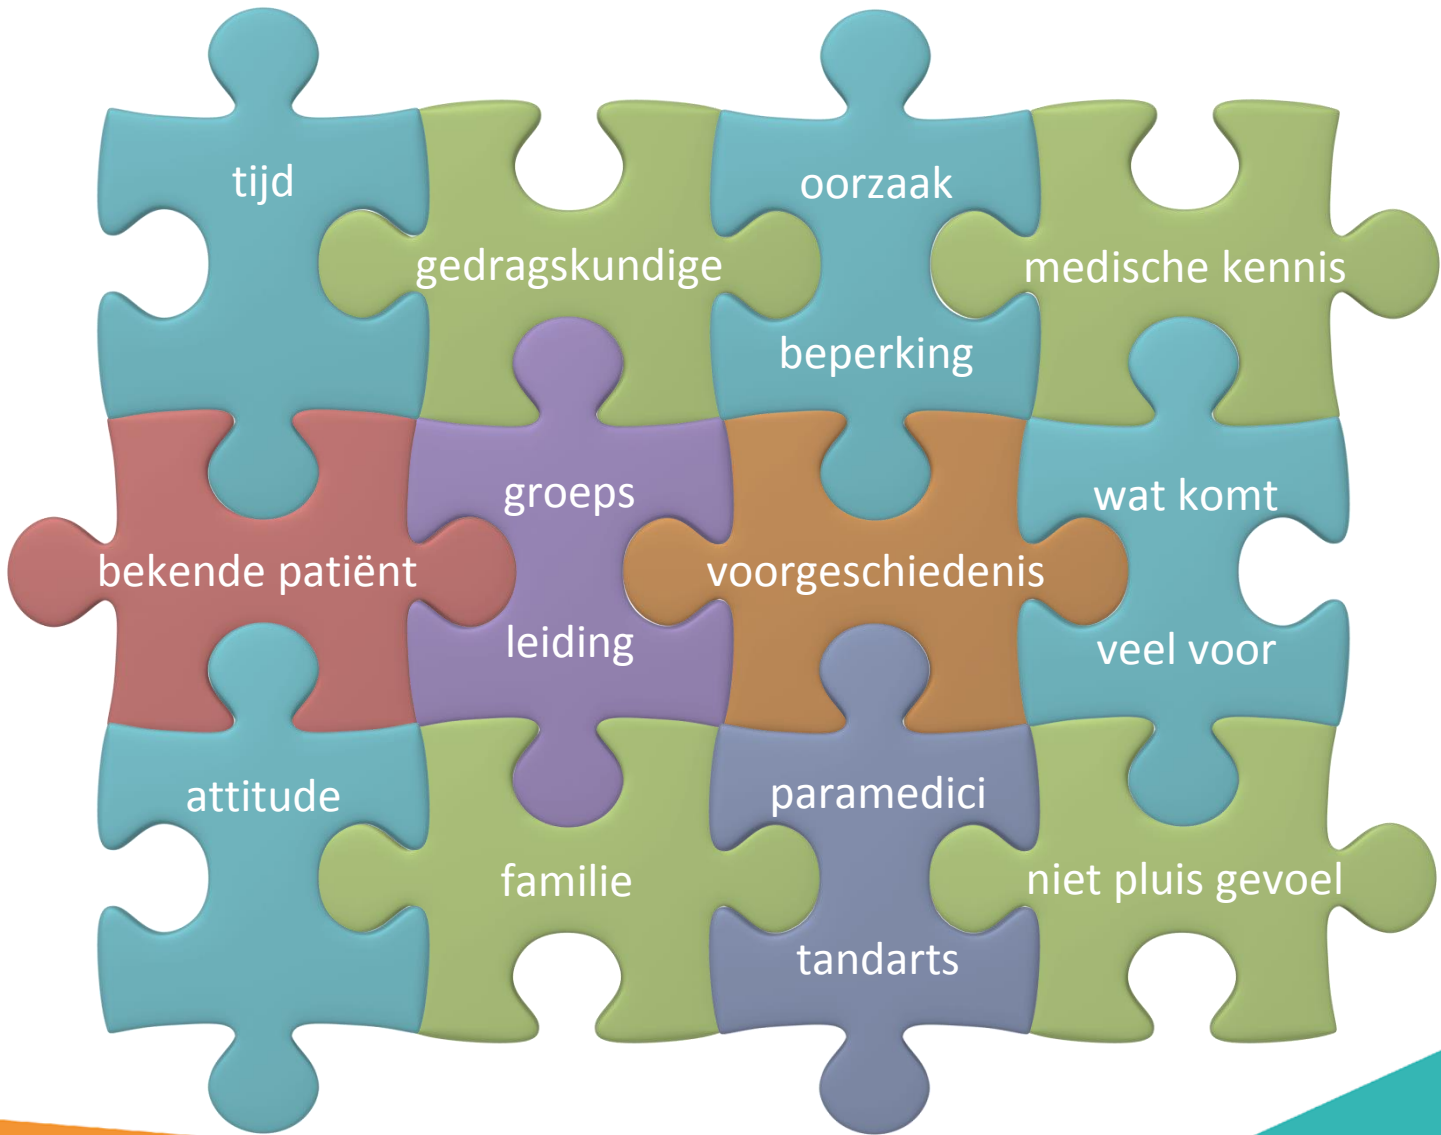 tijd
gedragskundige
oorzaak
beperking
medische kennis
bekende patiënt
groeps
leiding
voorgeschiedenis
wat komt
veel voor
attitude
familie
paramedici
tandarts
niet pluis gevoel